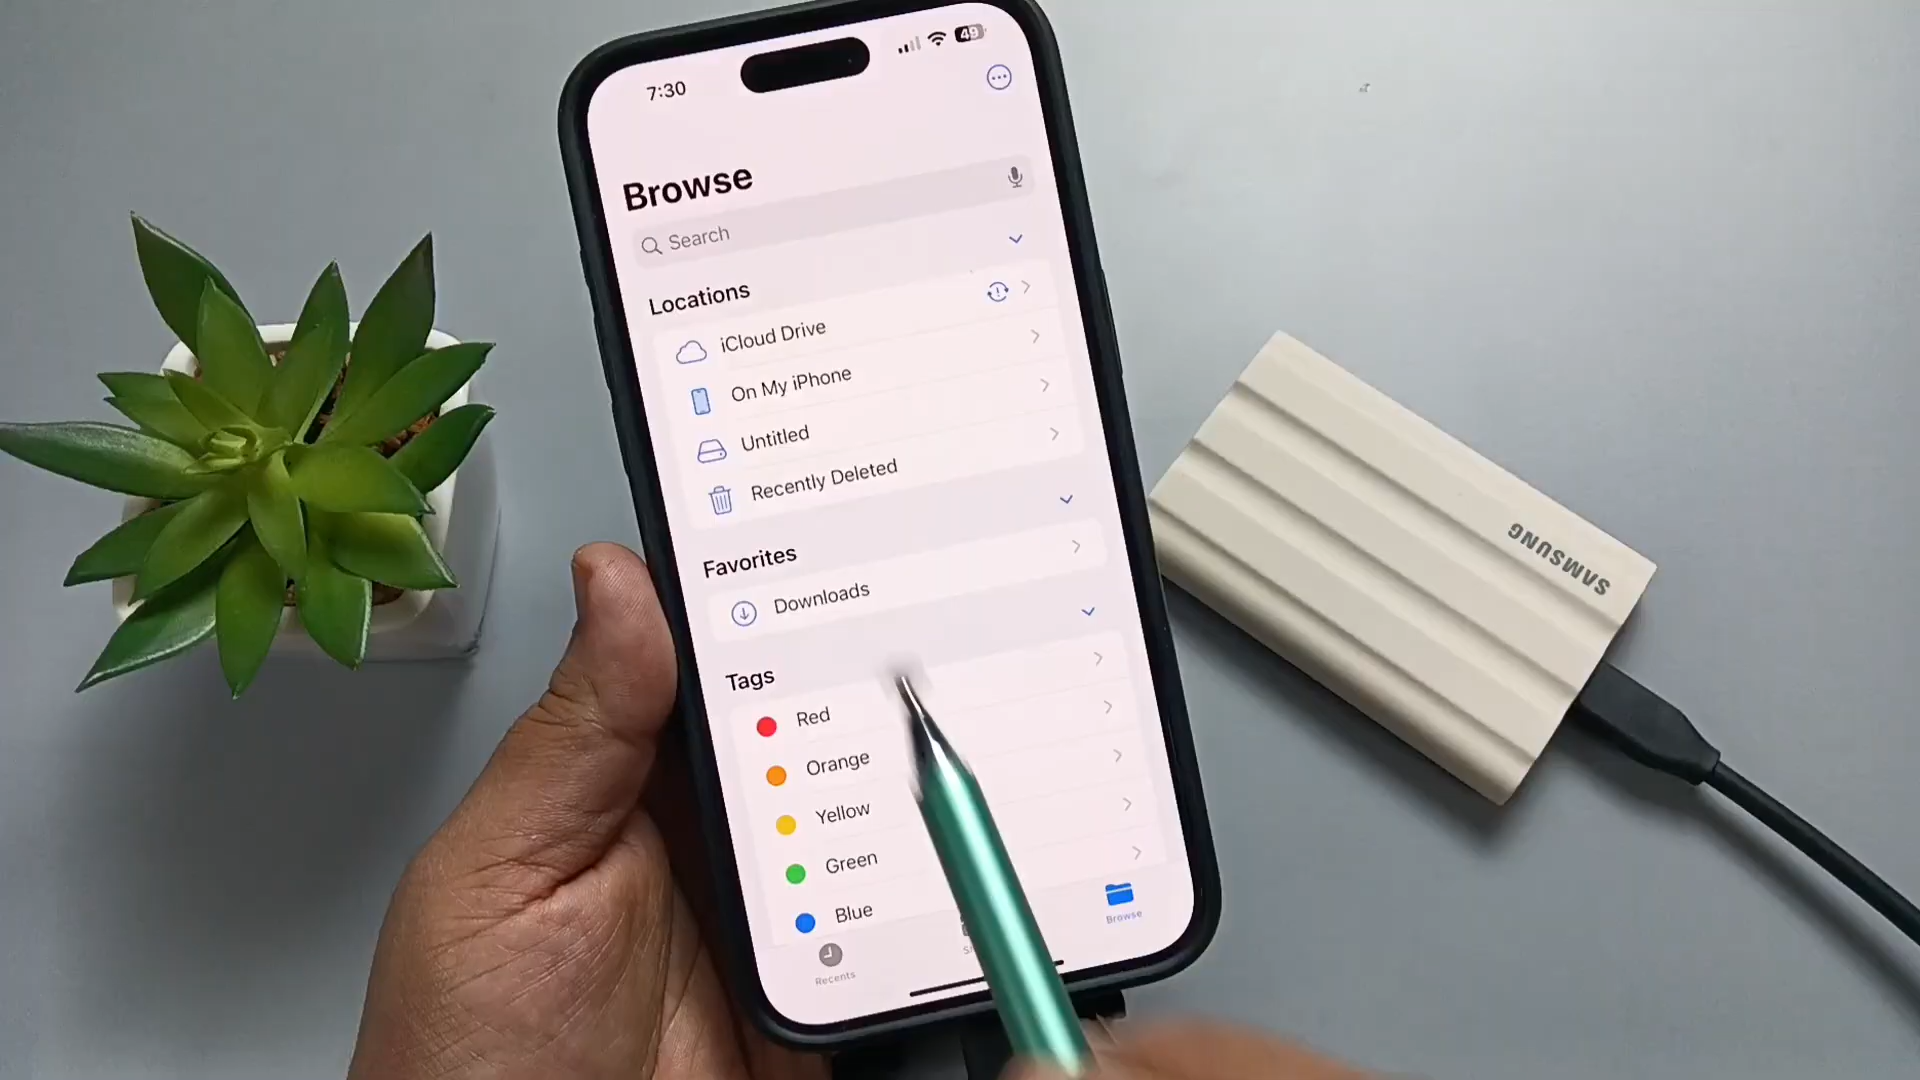 7:30
49
Browse
Search
Locations
iCloud Drive
On My iPhone
Untitled
Recently Deleted
Favorites
Downloads
Tags
Red
Orange
Yellow
Green
Blue
Recents
Browse
SAMSUNG